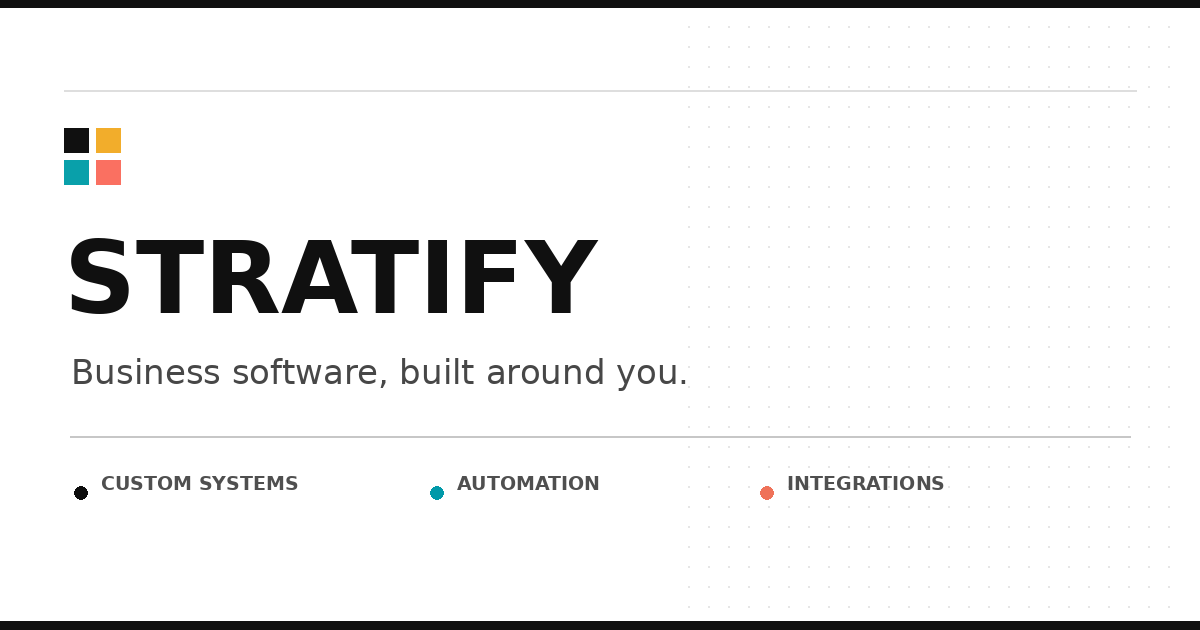 STRATIFY
Business software, built around you.
CUSTOM SYSTEMS
AUTOMATION
INTEGRATIONS